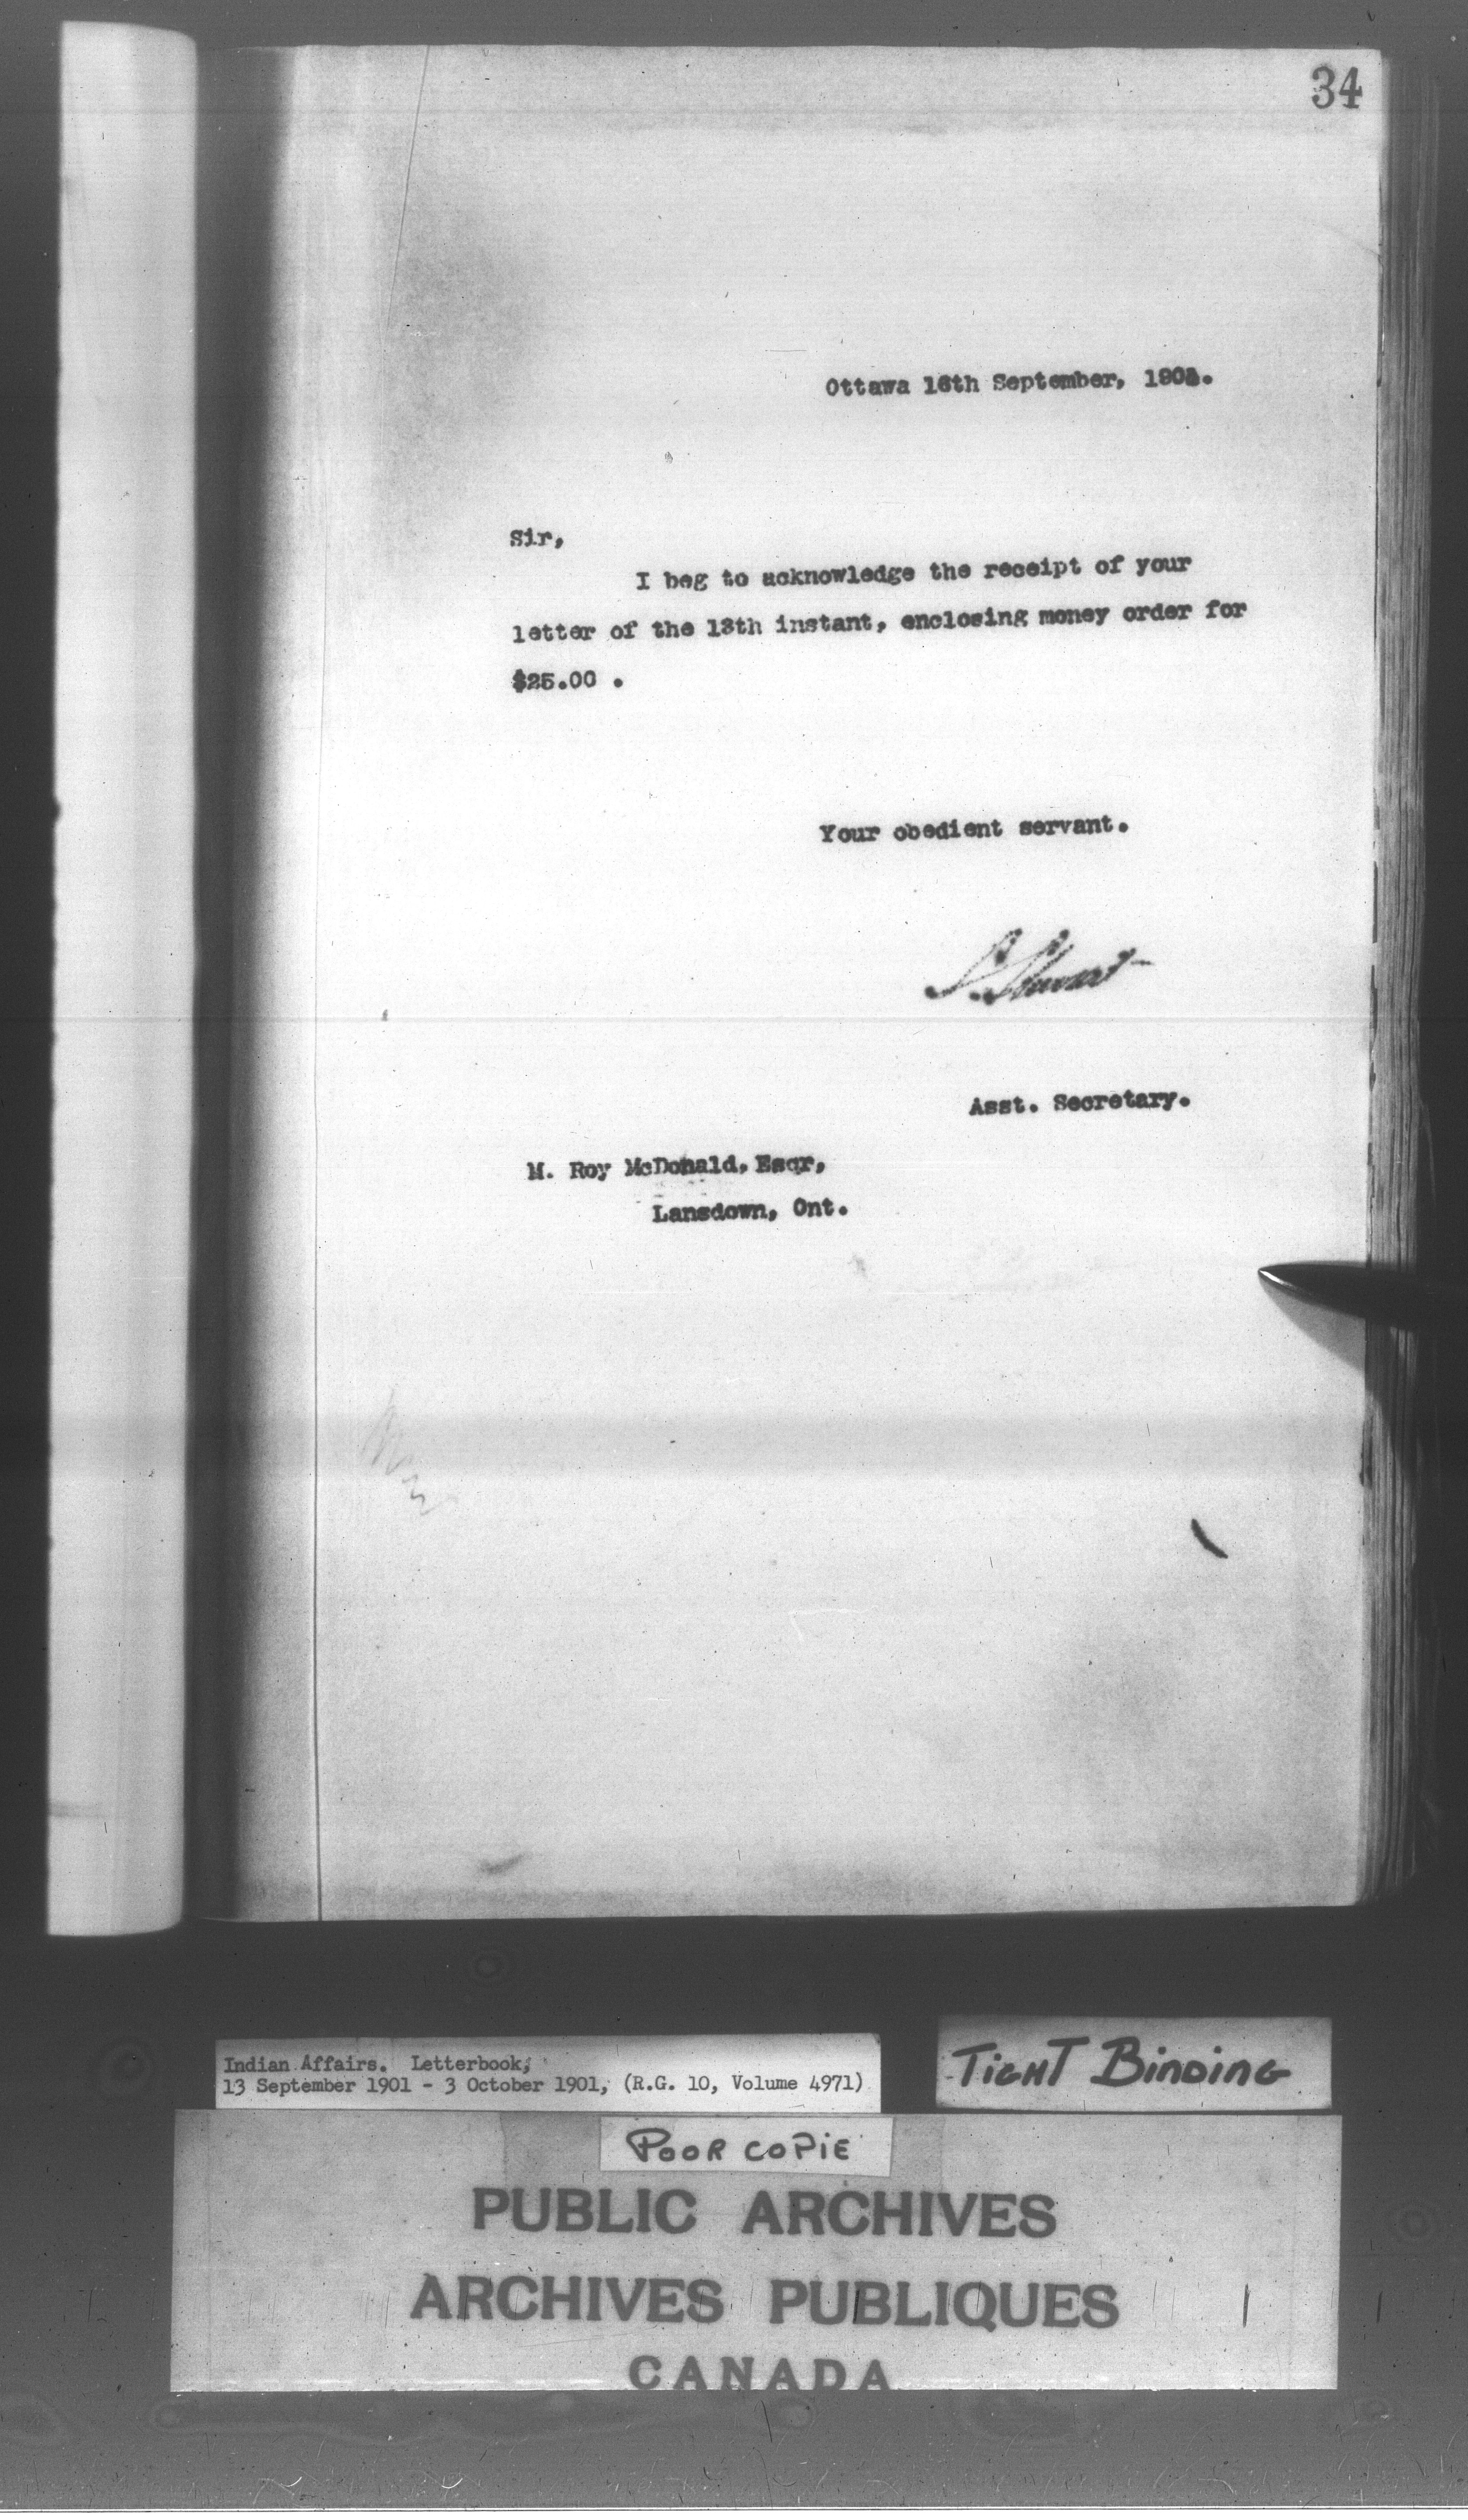 34
Ottawa 16th September, 1901.
Sir,
I beg to acknowledge the receipt of your
letter of the 13th instant, enclosing money order for
$25.00 .
Your obedient servant.
S. Stewart
Asst. Secretary.
M. Roy McDonald, Esqr,
Lansdown, Ont.
Indian Affairs. Letterbook,
13 September 1901 - 3 October 1901, (R.G. 10, Volume 4971)
TIGHT BINDING
POOR COPIE
PUBLIC ARCHIVES
ARCHIVES PUBLIQUES
CANADA